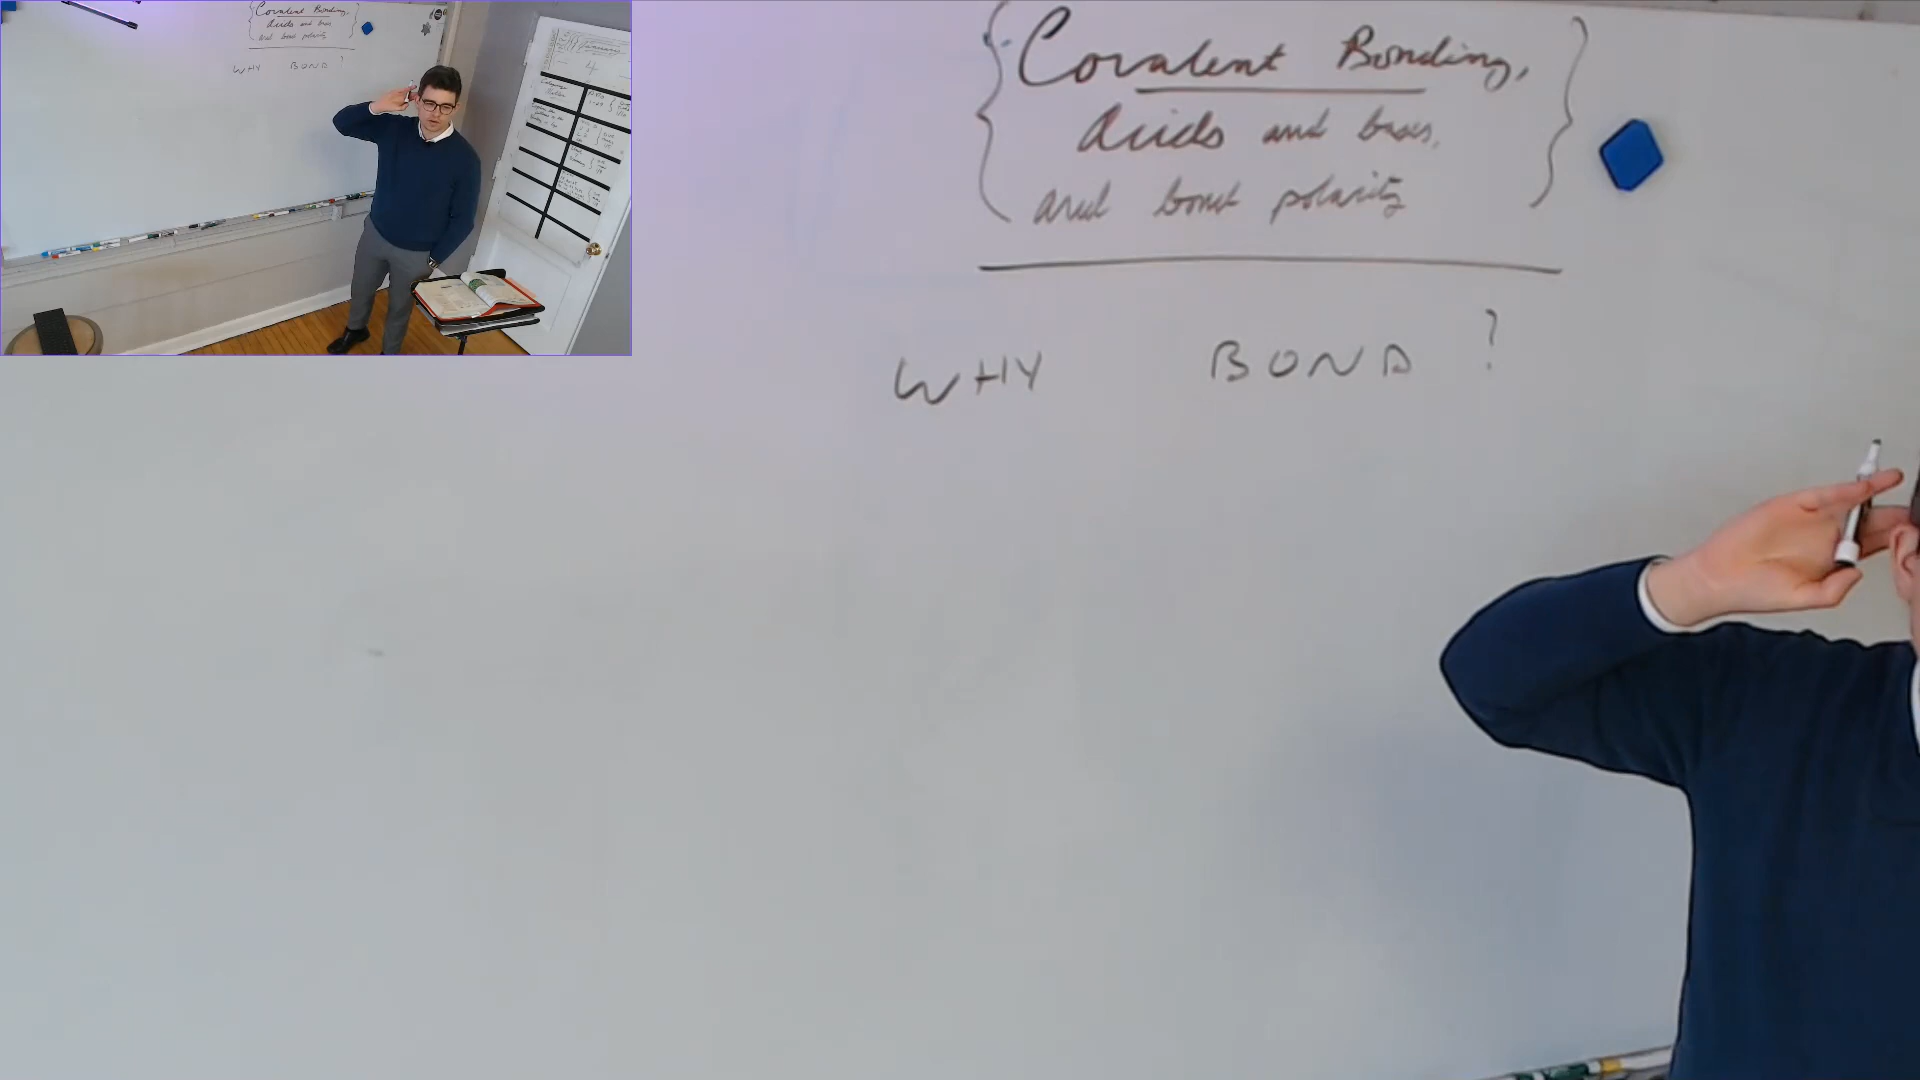 Covalent Bonding,
Acids and bases,
and bond polarity
WHY BOND ?